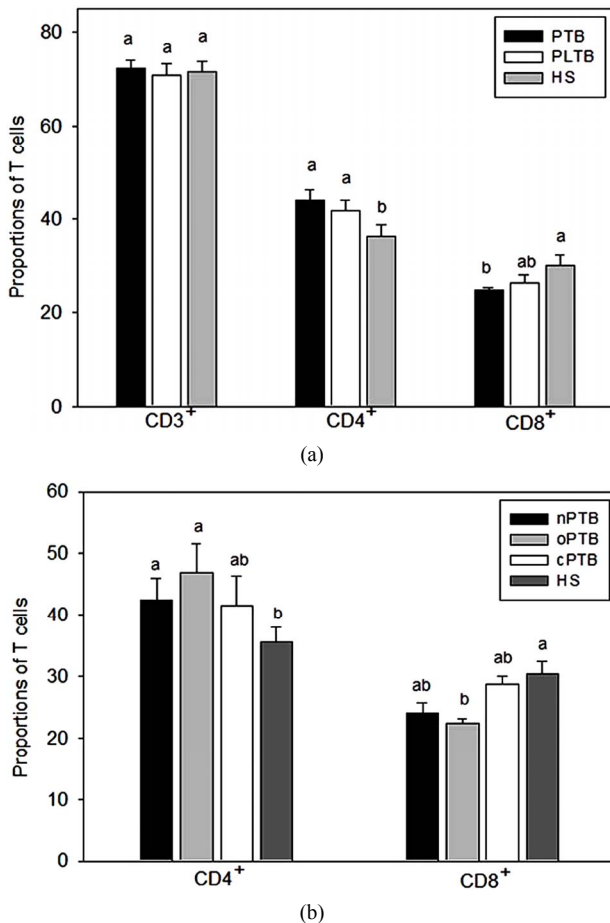 80
60
40
20
0
Proportions of T cells
a a a
a a b
b ab a
PTB
PLTB
HS
CD3+ CD4+ CD8+
(a)
60
50
40
30
20
10
0
Proportions of T cells
a a ab b
ab b ab a
nPTB
oPTB
cPTB
HS
CD4+ CD8+
(b)